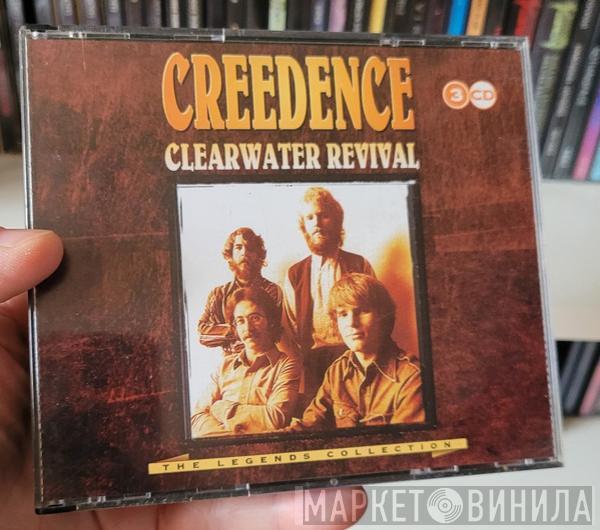 CREEDENCE
3 CD
CLEARWATER REVIVAL
THE LEGENDS COLLECTION
МАРКЕТ ВИНИЛА